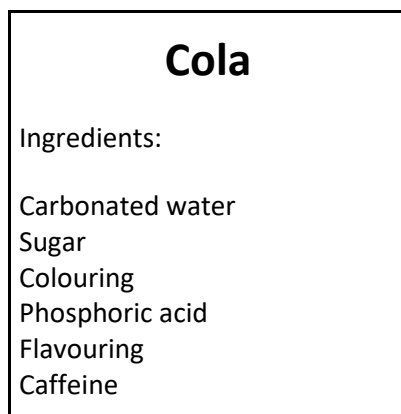 Cola
Ingredients:
Carbonated water
Sugar
Colouring
Phosphoric acid
Flavouring
Caffeine